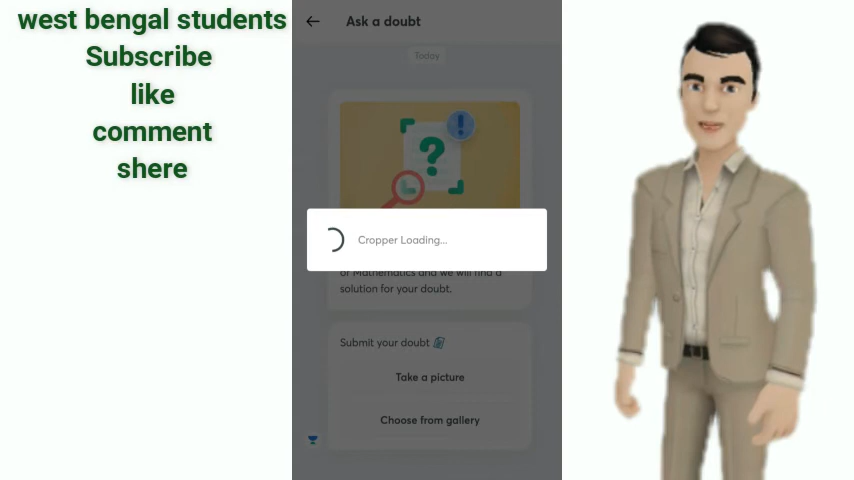 west bengal students
Subscribe
like
comment
shere
Ask a doubt
Today
?
!
Cropper Loading...
of Mathematics and we will find a
solution for your doubt.
Submit your doubt
Take a picture
Choose from gallery